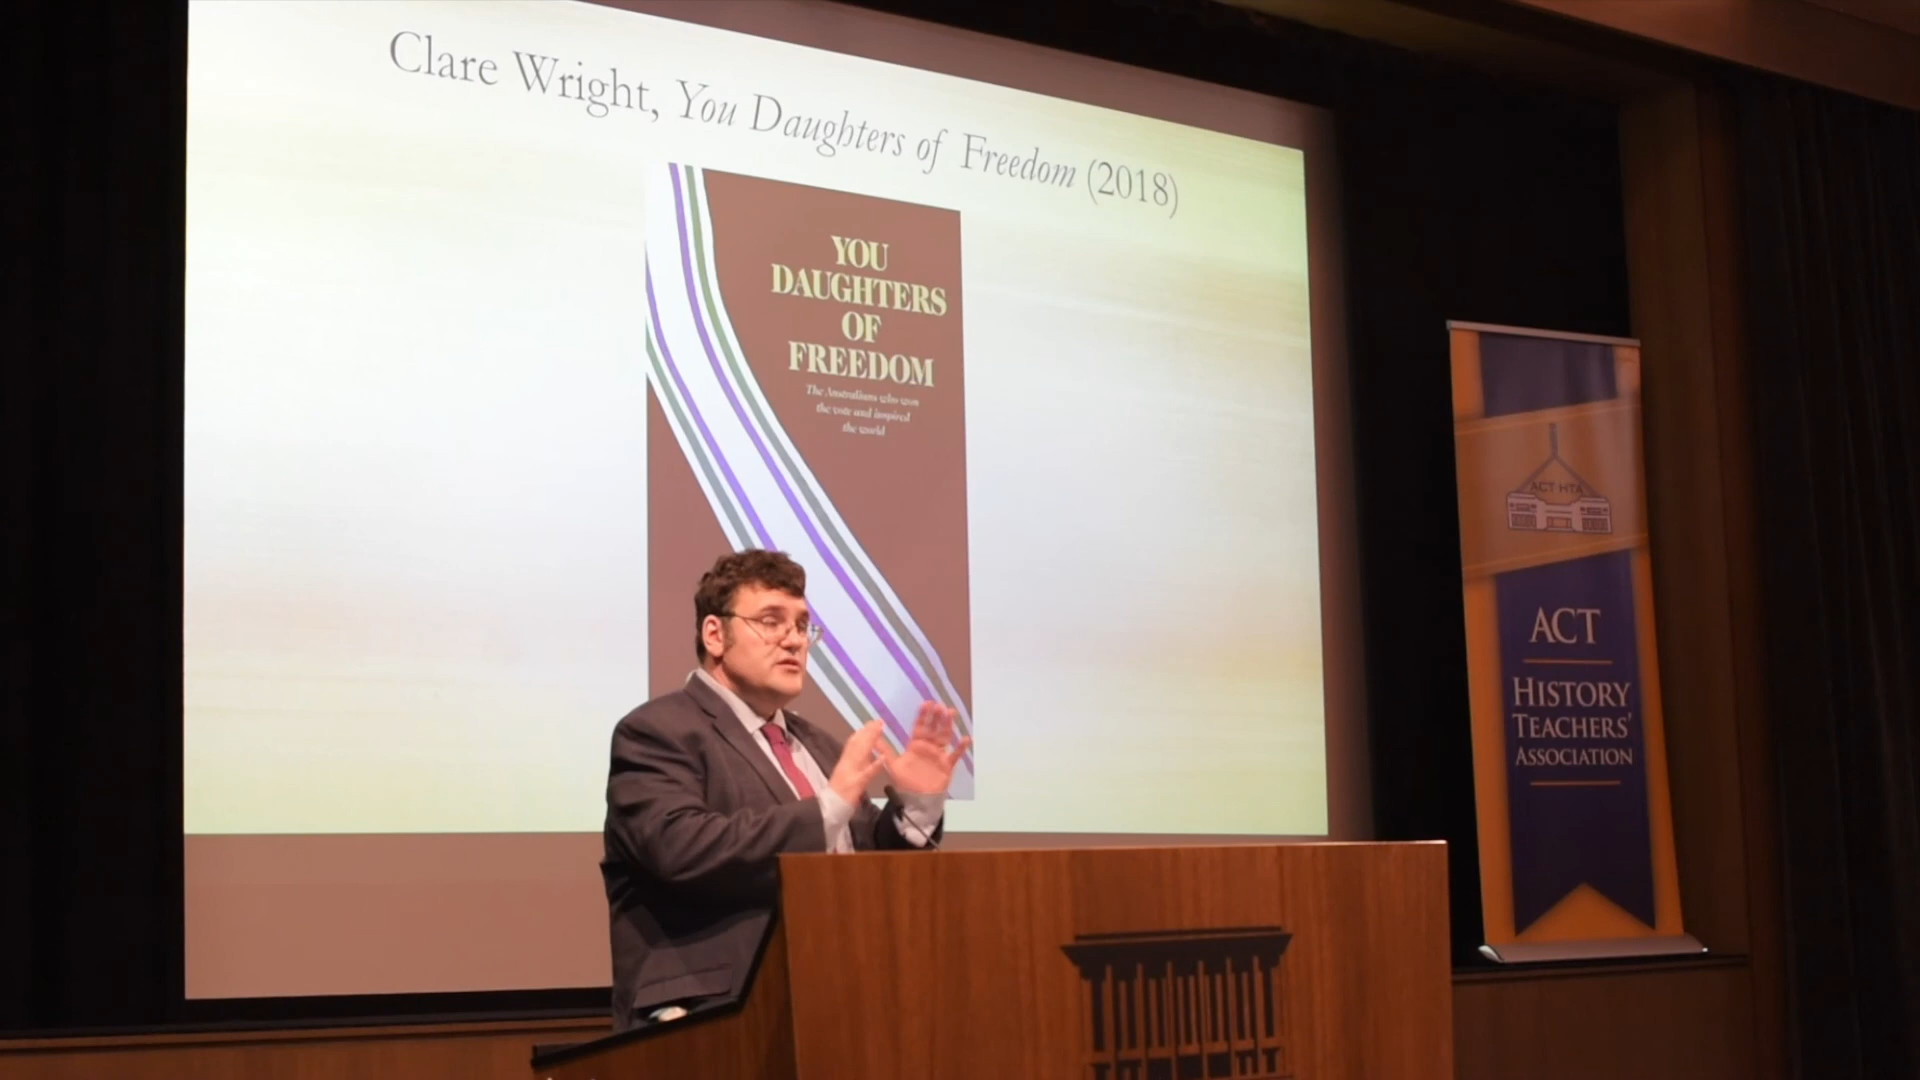 Clare Wright, You Daughters of Freedom (2018)
YOU
DAUGHTERS
OF
FREEDOM
The Australians who won
the vote and inspired
the world
ACT HTA
ACT
HISTORY
TEACHERS'
ASSOCIATION